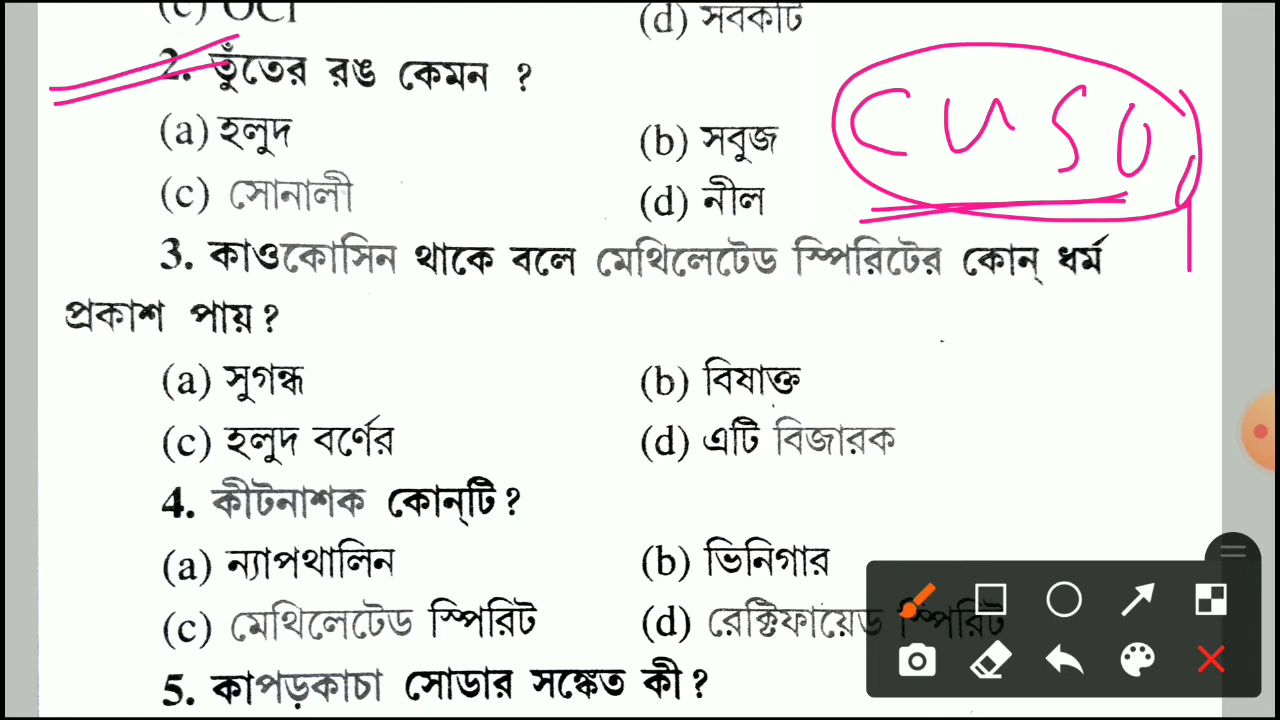 (d) সবকটি
2. তুঁতের রঙ কেমন ?
(a) হলুদ (b) সবুজ
CUSO4
(c) সোনালী (d) নীল
3. কাওকোসিন থাকে বলে মেথিলেটেড স্পিরিটের কোন্ ধর্ম
প্রকাশ পায় ?
(a) সুগন্ধ (b) বিষাক্ত
(c) হলুদ বর্ণের (d) এটি বিজারক
4. কীটনাশক কোন্‌টি ?
(a) ন্যাপথালিন (b) ভিনিগার
(c) মেথিলেটেড স্পিরিট (d) রেক্টিফায়েড স্পিরিট
5. কাপড়কাচা সোডার সঙ্কেত কী ?